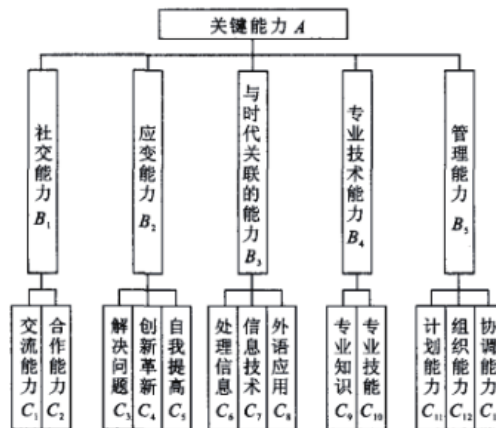 关键能力 A
社交能力 B₁
应变能力 B₂
与时代关联的能力 B₃
专业技术能力 B₄
管理能力 B₅
交流能力 C₁
合作能力 C₂
解决问题 C₃
创新革新 C₄
自我提高 C₅
处理信息 C₆
信息技术 C₇
外语应用 C₈
专业知识 C₉
专业技能 C₁₀
计划能力 C₁₁
组织能力 C₁₂
协调能力 C₁